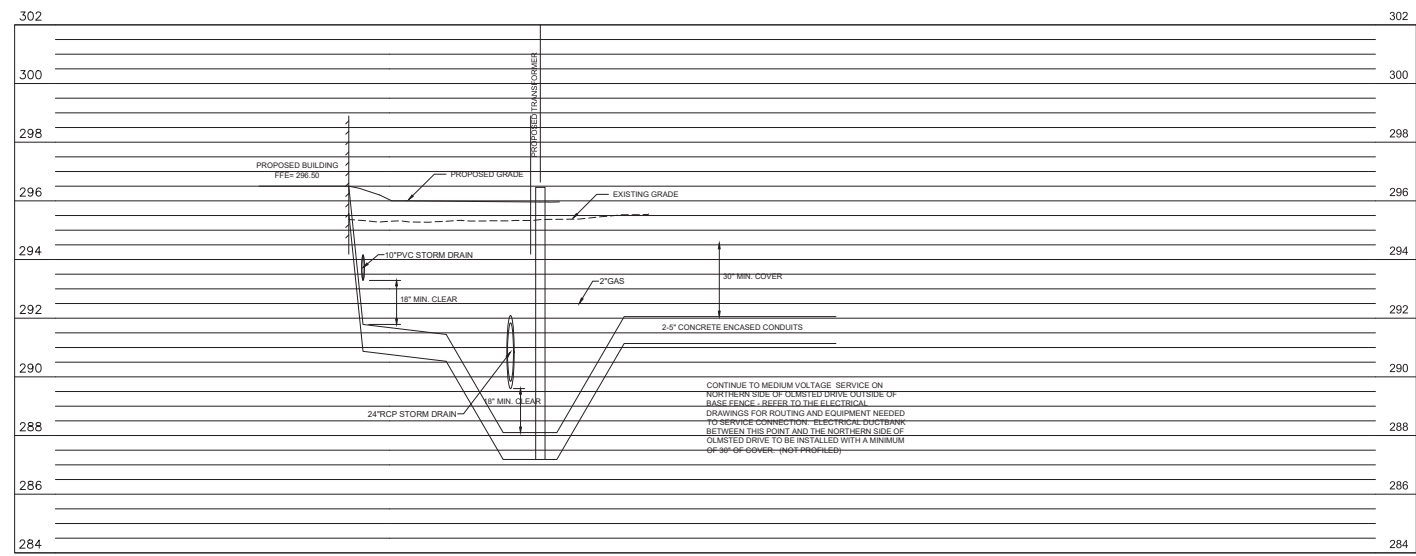 302 302
300 300
PROPOSED TRANSFORMER
298 298
PROPOSED BUILDING
FFE= 296.50
PROPOSED GRADE
EXISTING GRADE
296 296
10"PVC STORM DRAIN
294 294
2"GAS
30" MIN. COVER
18" MIN. CLEAR
292 292
2-5" CONCRETE ENCASED CONDUITS
290 290
18" MIN. CLEAR
24"RCP STORM DRAIN
CONTINUE TO MEDIUM VOLTAGE SERVICE ON
NORTHERN SIDE OF OLMSTED DRIVE OUTSIDE OF
BASE FENCE - REFER TO THE ELECTRICAL
DRAWINGS FOR ROUTING AND EQUIPMENT NEEDED
TO SERVICE CONNECTION. ELECTRICAL DUCTBANK
BETWEEN THIS POINT AND THE NORTHERN SIDE OF
OLMSTED DRIVE TO BE INSTALLED WITH A MINIMUM
OF 30" OF COVER. (NOT PROFILED)
288 288
286 286
284 284